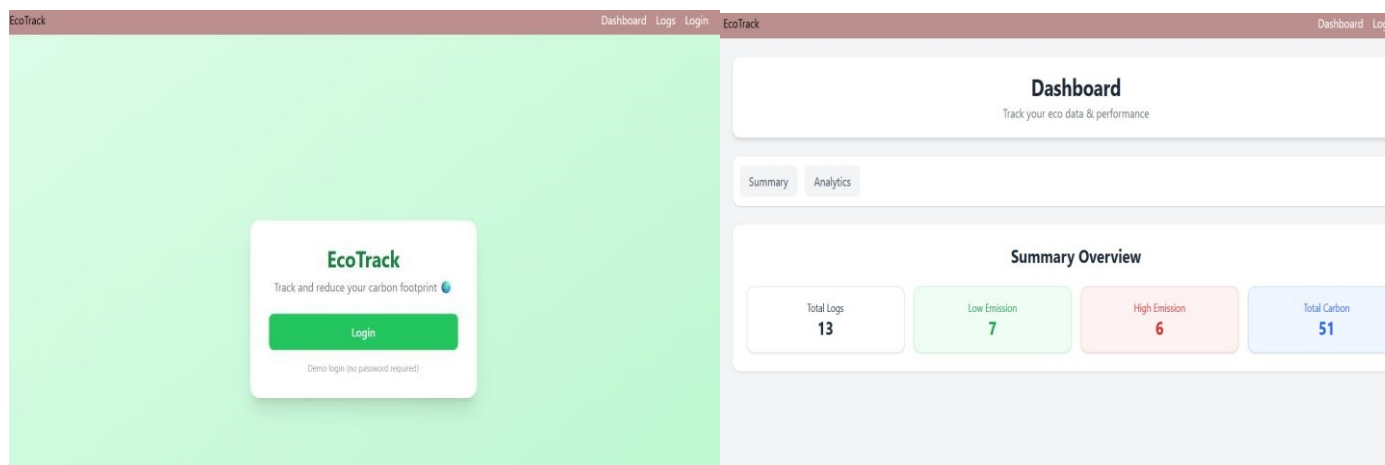 EcoTrack Dashboard Logs Login
EcoTrack
Track and reduce your carbon footprint
Login
Demo login (no password required)
EcoTrack Dashboard
Dashboard
Track your eco data & performance
Summary Analytics
Summary Overview
Total Logs Low Emission High Emission Total Carbon
13 7 6 51